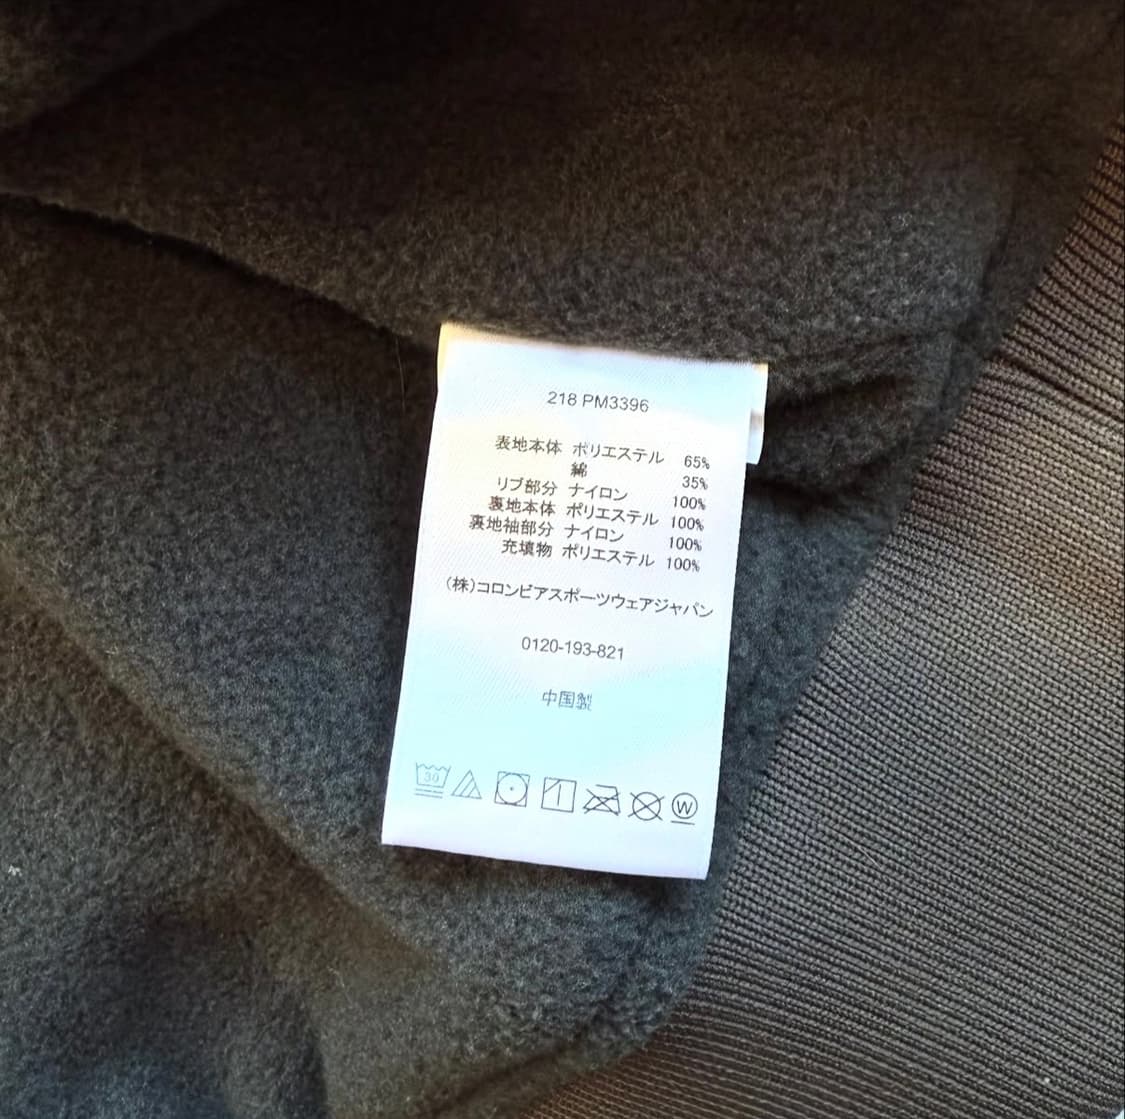 218 PM3396
表地本体 ポリエステル 65%
綿 35%
リブ部分 ナイロン 100%
裏地本体 ポリエステル 100%
裏地袖部分 ナイロン 100%
充填物 ポリエステル 100%
(株)コロンビアスポーツウェアジャパン
0120-193-821
中国製
30
W